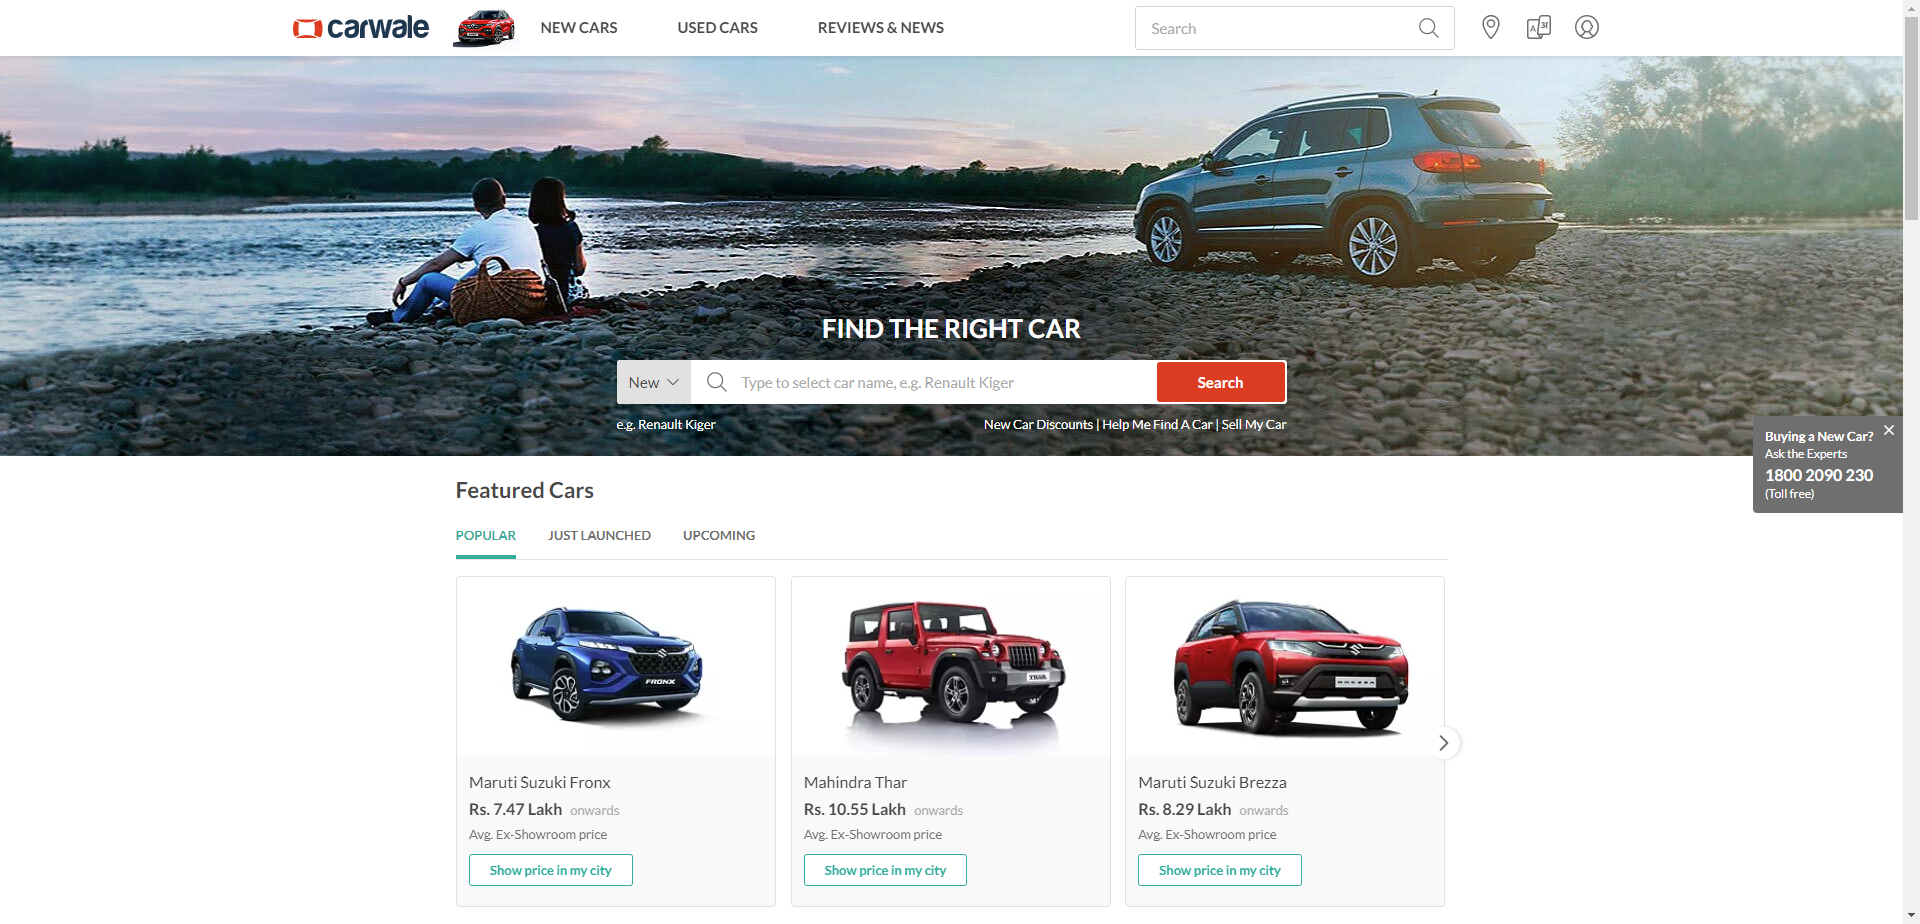 carwale
NEW CARS
USED CARS
REVIEWS & NEWS
Search
A अ
FIND THE RIGHT CAR
New
Type to select car name, e.g. Renault Kiger
Search
e.g. Renault Kiger
New Car Discounts | Help Me Find A Car | Sell My Car
Buying a New Car?
Ask the Experts
1800 2090 230
(Toll free)
Featured Cars
POPULAR
JUST LAUNCHED
UPCOMING
FRONX
THAR
BREZZA
Maruti Suzuki Fronx
Rs. 7.47 Lakh onwards
Avg. Ex-Showroom price
Show price in my city
Mahindra Thar
Rs. 10.55 Lakh onwards
Avg. Ex-Showroom price
Show price in my city
Maruti Suzuki Brezza
Rs. 8.29 Lakh onwards
Avg. Ex-Showroom price
Show price in my city